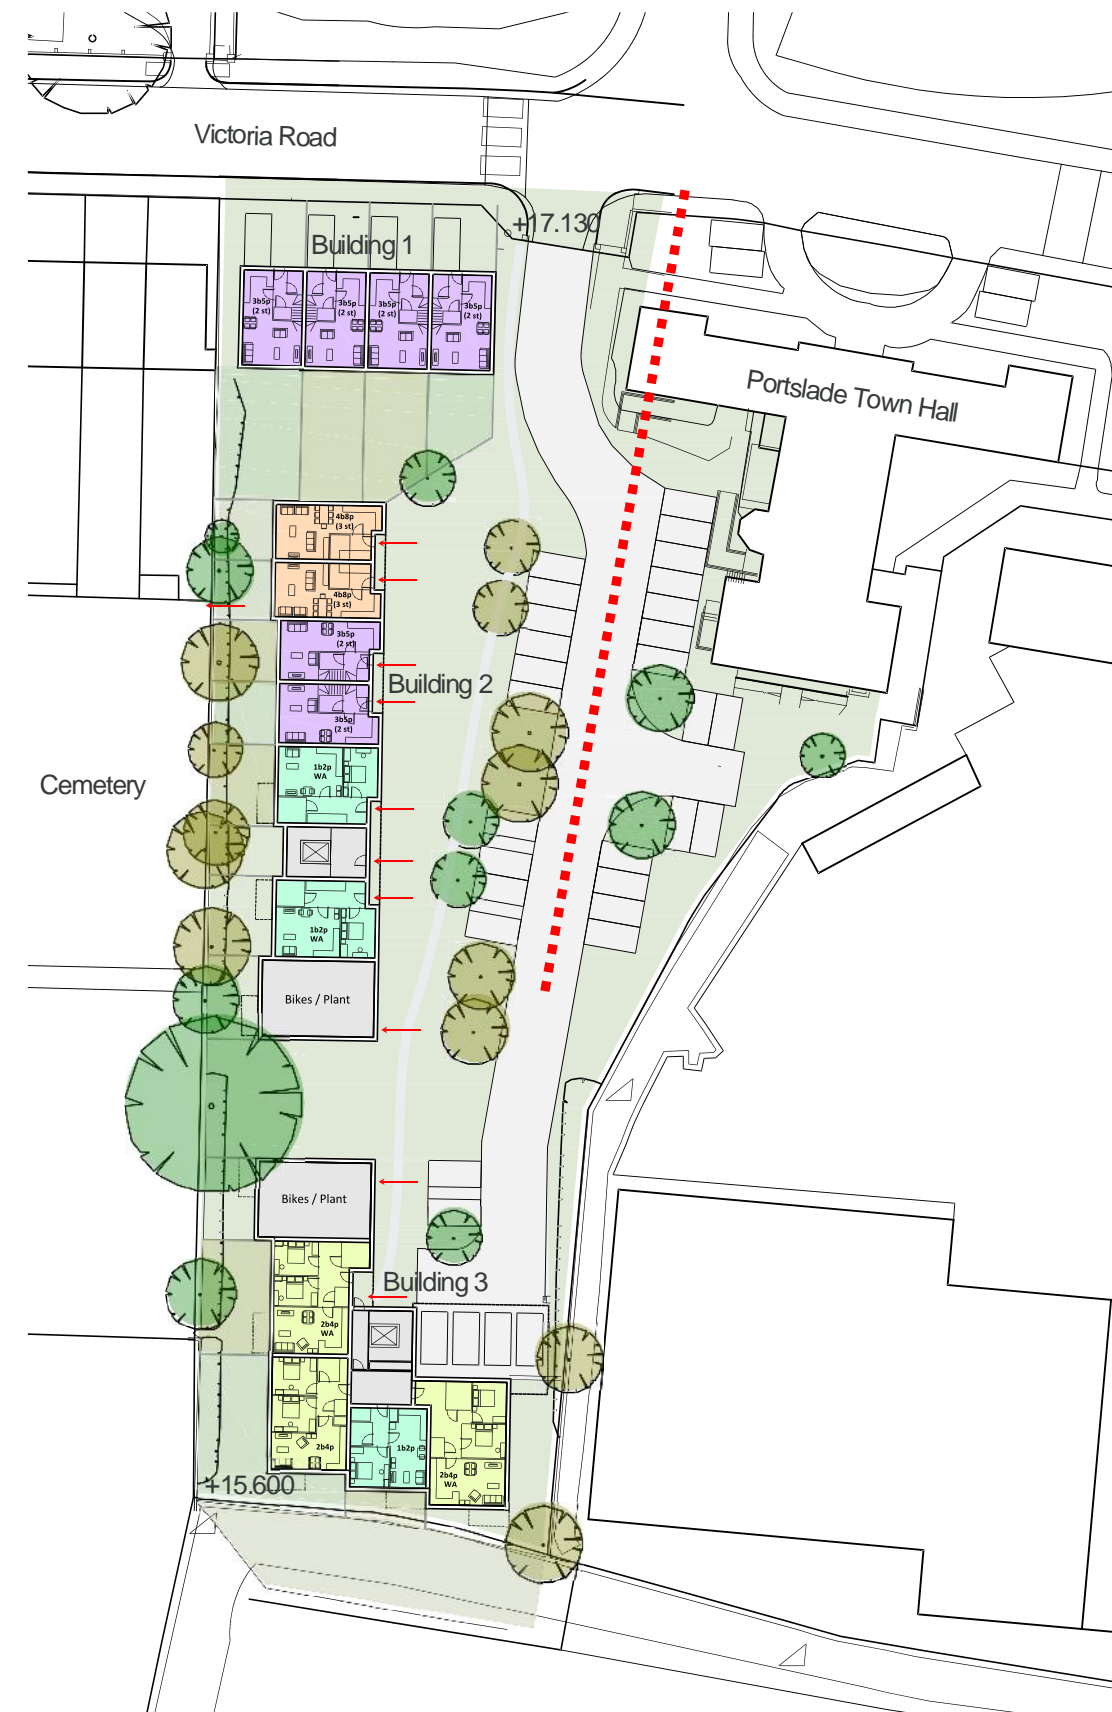 Victoria Road
+17.130
Building 1
3b5p
(2 st)
3b5p
(2 st)
3b5p
(2 st)
3b5p
(2 st)
Portslade Town Hall
4b8p
(3 st)
4b8p
(3 st)
3b5p
(2 st)
Building 2
3b5p
(2 st)
1b2p
WA
Cemetery
1b2p
WA
Bikes / Plant
Bikes / Plant
Building 3
2b4p
WA
2b4p
1b2p
2b4p
WA
+15.600